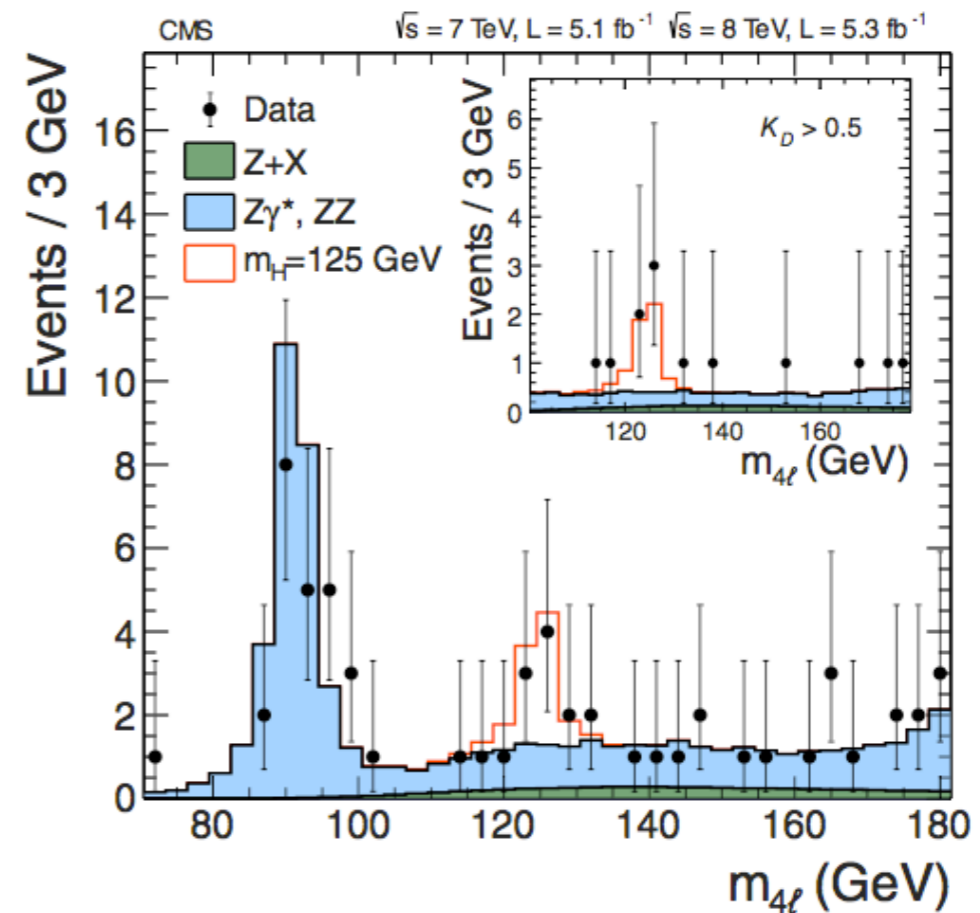 CMS
√s = 7 TeV, L = 5.1 fb⁻¹ √s = 8 TeV, L = 5.3 fb⁻¹
Events / 3 GeV
16
14
12
10
8
6
4
2
0
Data
Z+X
Zγ*, ZZ
m_H=125 GeV
Events / 3 GeV
6
5
4
3
2
1
0
K_D > 0.5
120 140 160
m_4ℓ (GeV)
80 100 120 140 160 180
m_4ℓ (GeV)